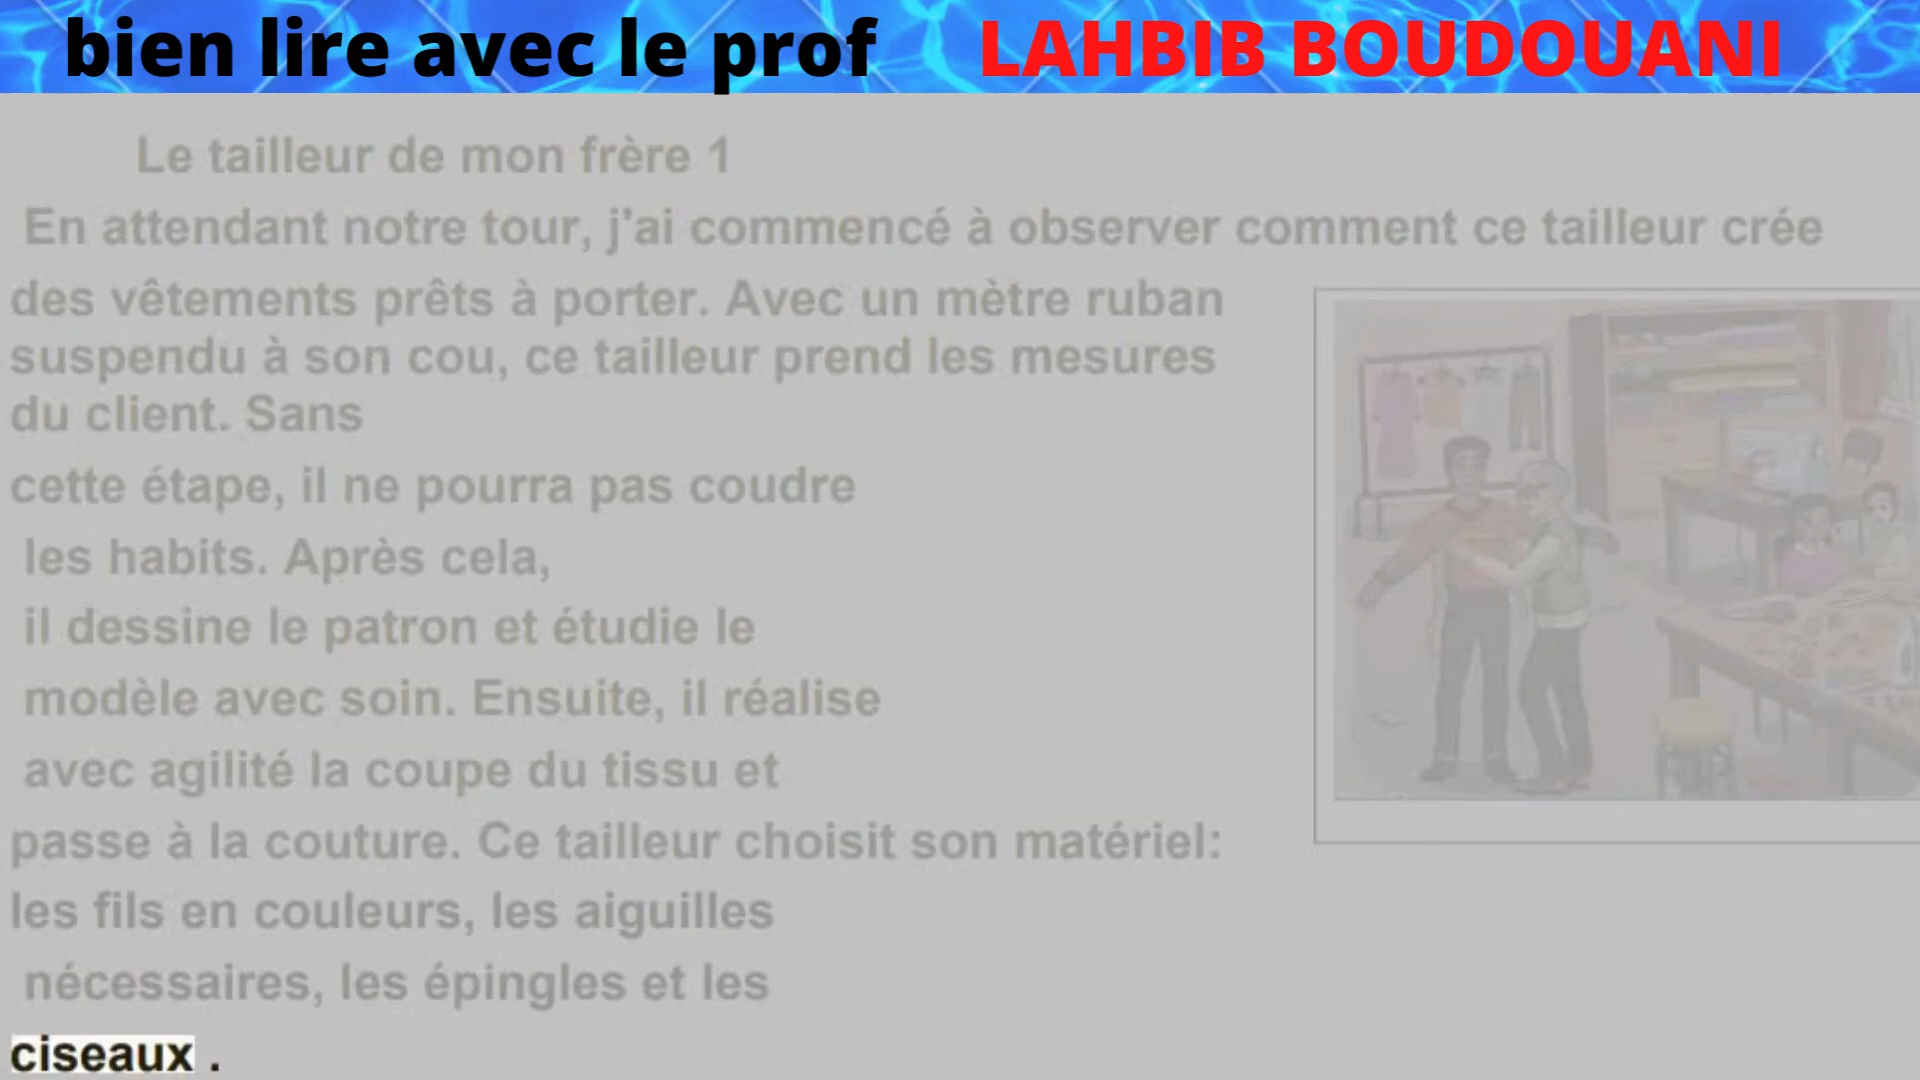 bien lire avec le prof LAHBIB BOUDOUANI
Le tailleur de mon frère 1
En attendant notre tour, j'ai commencé à observer comment ce tailleur crée
des vêtements prêts à porter. Avec un mètre ruban
suspendu à son cou, ce tailleur prend les mesures
du client. Sans
cette étape, il ne pourra pas coudre
les habits. Après cela,
il dessine le patron et étudie le
modèle avec soin. Ensuite, il réalise
avec agilité la coupe du tissu et
passe à la couture. Ce tailleur choisit son matériel:
les fils en couleurs, les aiguilles
nécessaires, les épingles et les
ciseaux .